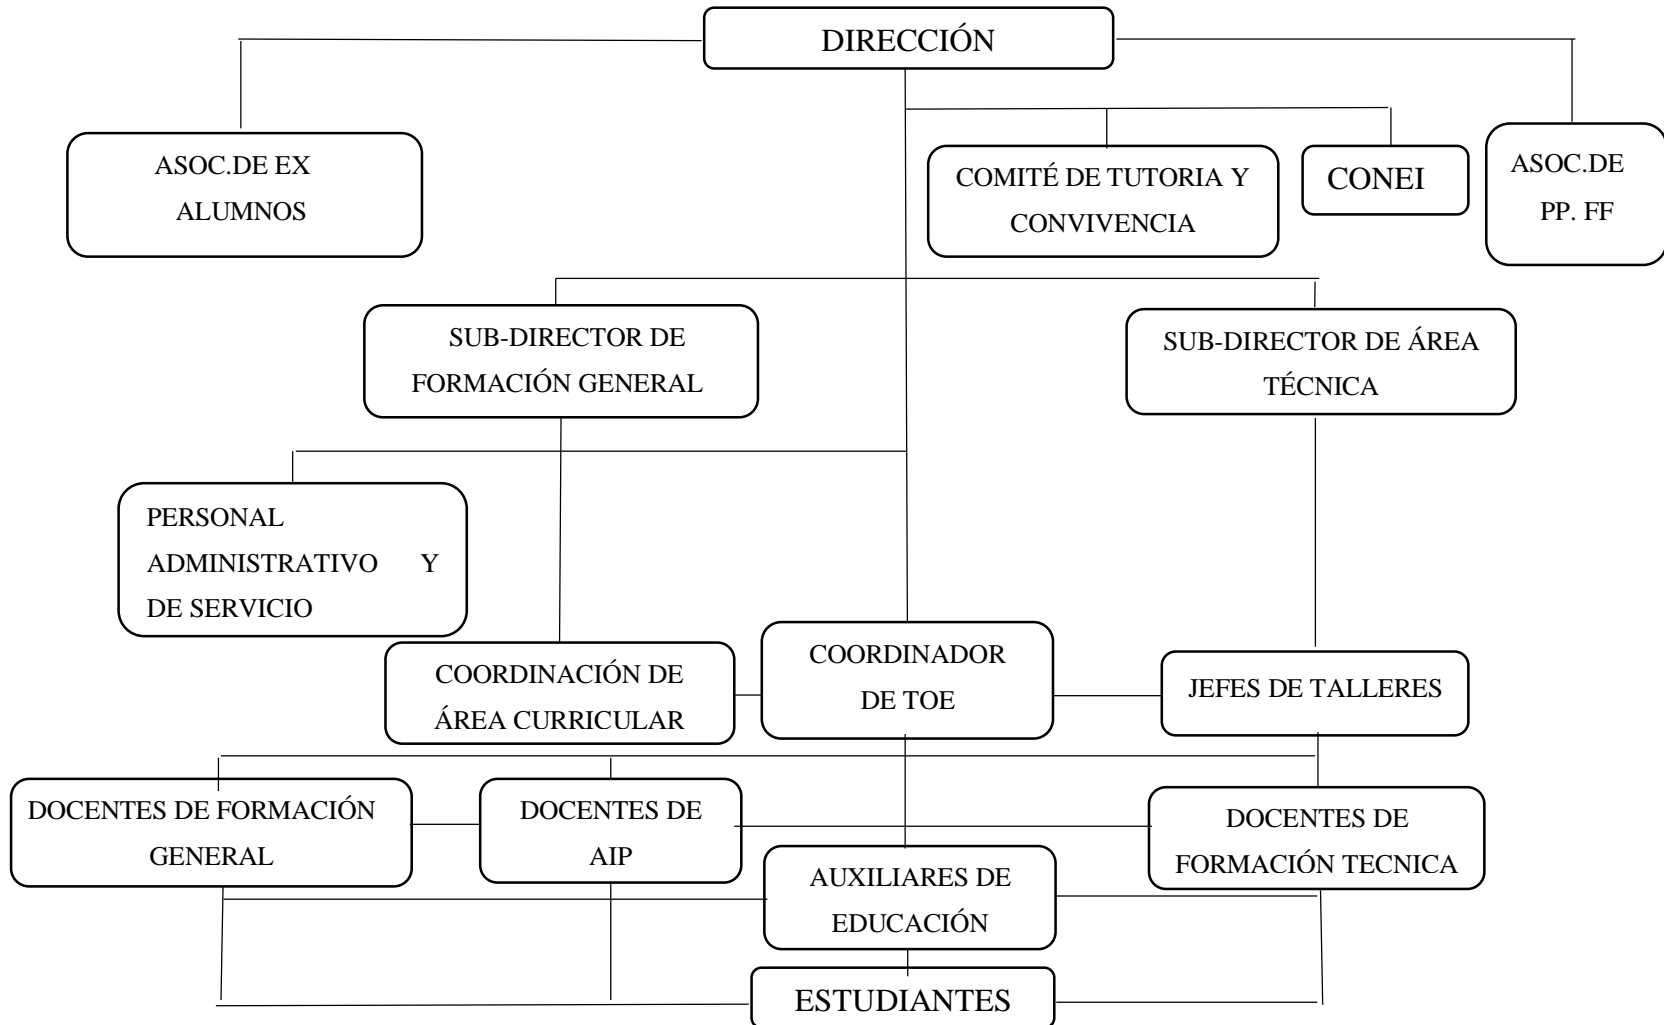 DIRECCIÓN
ASOC.DE EX
ALUMNOS
COMITÉ DE TUTORIA Y
CONVIVENCIA
CONEI
ASOC.DE
PP. FF
SUB-DIRECTOR DE
FORMACIÓN GENERAL
SUB-DIRECTOR DE ÁREA
TÉCNICA
PERSONAL
ADMINISTRATIVO Y
DE SERVICIO
COORDINACIÓN DE
ÁREA CURRICULAR
COORDINADOR
DE TOE
JEFES DE TALLERES
DOCENTES DE FORMACIÓN
GENERAL
DOCENTES DE
AIP
DOCENTES DE
FORMACIÓN TECNICA
AUXILIARES DE
EDUCACIÓN
ESTUDIANTES